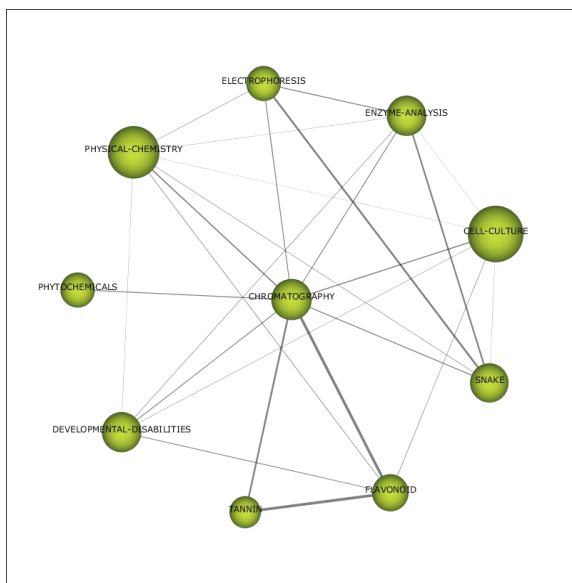 ELECTROPHORESIS
ENZYME-ANALYSIS
PHYSICAL-CHEMISTRY
CELL-CULTURE
PHYTOCHEMICALS
CHROMATOGRAPHY
SNAKE
DEVELOPMENTAL-DISABILITIES
FLAVONOID
TANNIN